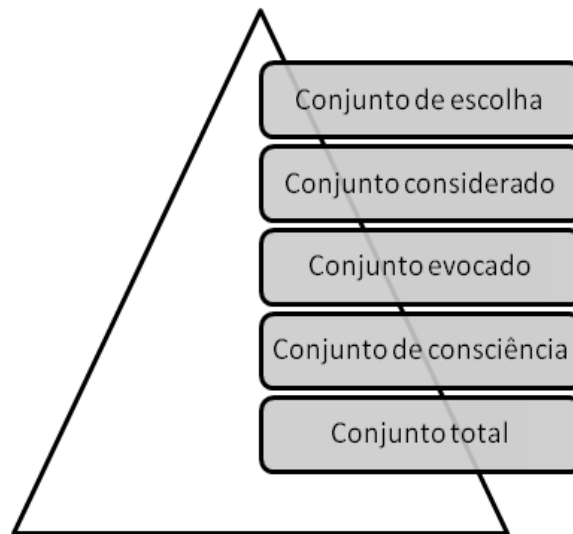 Conjunto de escolha
Conjunto considerado
Conjunto evocado
Conjunto de consciência
Conjunto total